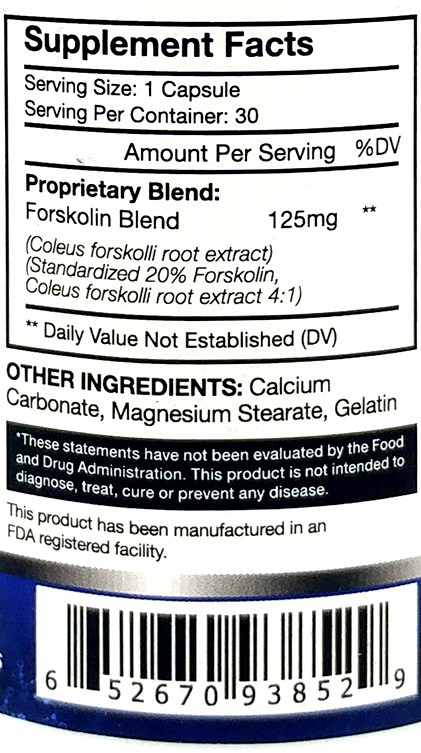 Supplement Facts
Serving Size: 1 Capsule
Serving Per Container: 30
Amount Per Serving %DV
Proprietary Blend:
Forskolin Blend 125mg **
(Coleus forskolli root extract)
(Standardized 20% Forskolin,
Coleus forskolli root extract 4:1)
** Daily Value Not Established (DV)
OTHER INGREDIENTS: Calcium
Carbonate, Magnesium Stearate, Gelatin
*These statements have not been evaluated by the Food
and Drug Administration. This product is not intended to
diagnose, treat, cure or prevent any disease.
This product has been manufactured in an
FDA registered facility.
6 52670 93852 9